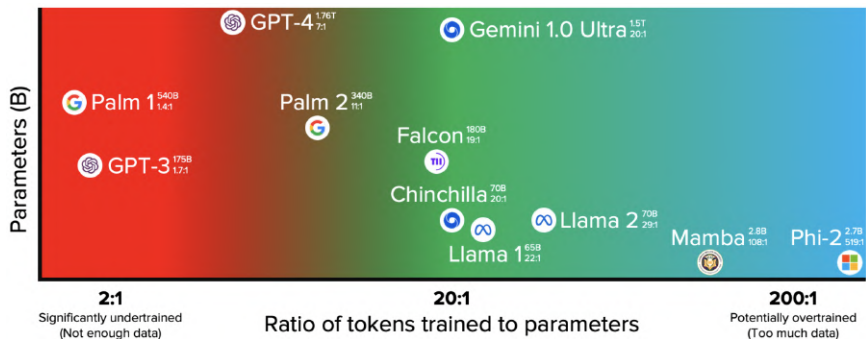 GPT-4 1.76T 7:1
Gemini 1.0 Ultra 1.5T 20:1
Palm 1 540B 1.4:1
Palm 2 340B 11:1
Falcon 180B 19:1
TII
GPT-3 175B 1.7:1
Chinchilla 70B 20:1
Llama 2 70B 29:1
Llama 1 65B 22:1
Mamba 2.8B 108:1
Phi-2 2.7B 519:1
Parameters (B)
2:1
Significantly undertrained
(Not enough data)
20:1
Ratio of tokens trained to parameters
200:1
Potentially overtrained
(Too much data)